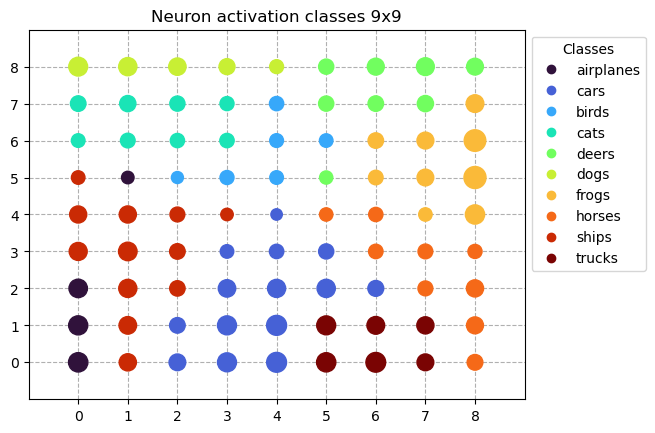 Neuron activation classes 9x9
8
7
6
5
4
3
2
1
0
0 1 2 3 4 5 6 7 8
Classes
airplanes
cars
birds
cats
deers
dogs
frogs
horses
ships
trucks